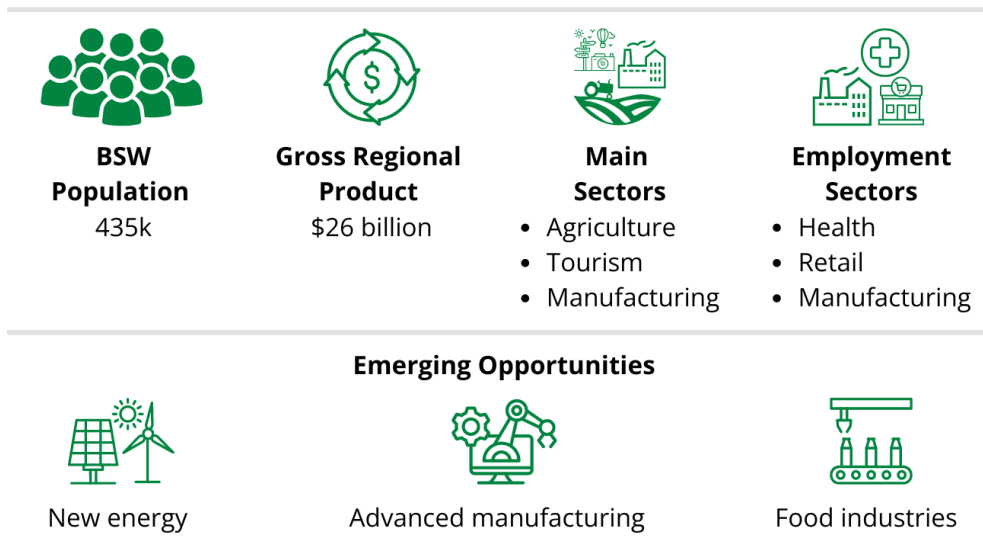 BSW
Population
435k
Gross Regional
Product
$26 billion
Main
Sectors
• Agriculture
• Tourism
• Manufacturing
Employment
Sectors
• Health
• Retail
• Manufacturing
Emerging Opportunities
New energy
Advanced manufacturing
Food industries